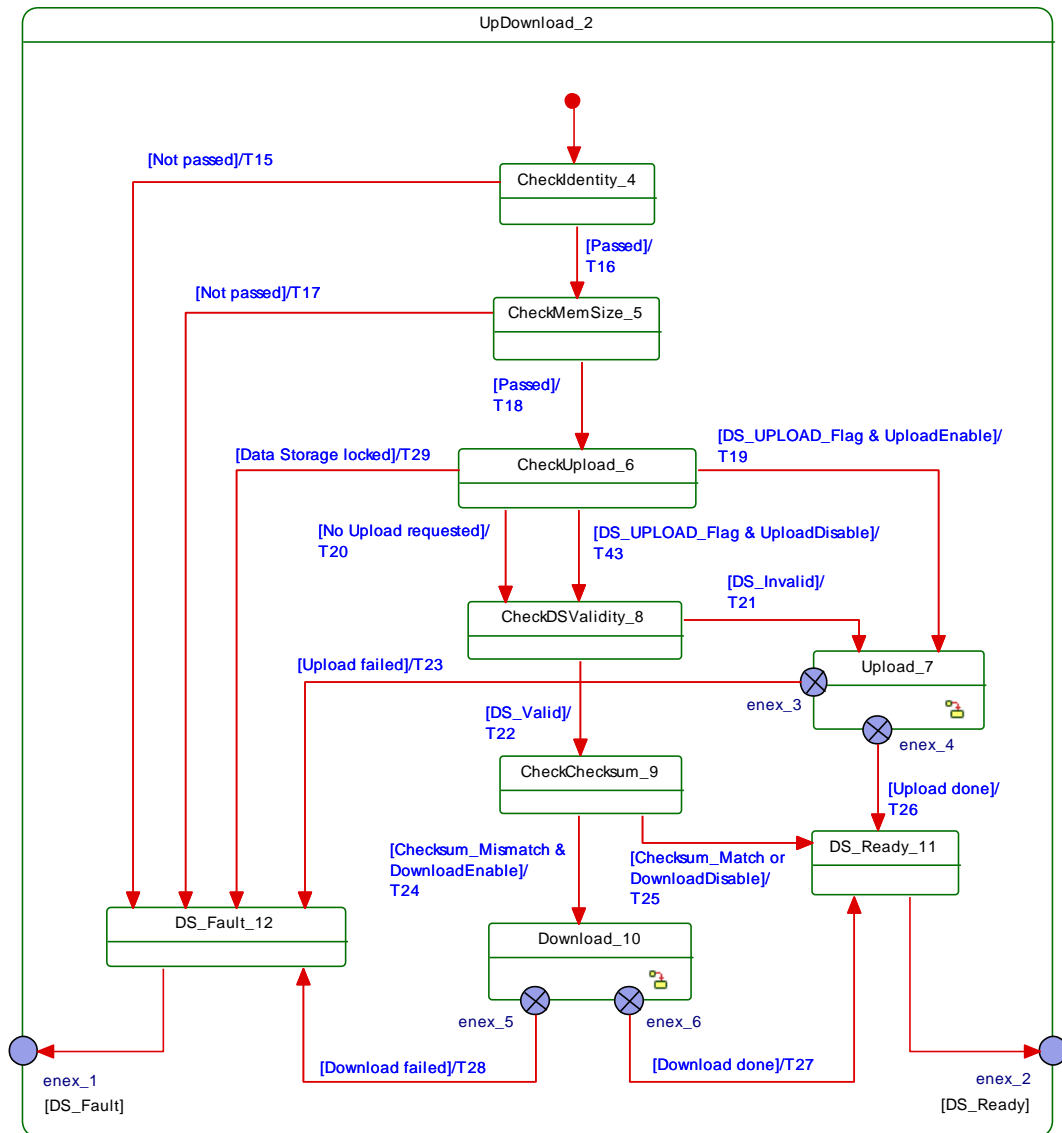 UpDownload_2
[Not passed]/T15
CheckIdentity_4
[Passed]/
T16
[Not passed]/T17
CheckMemSize_5
[Passed]/
T18
[DS_UPLOAD_Flag & UploadEnable]/
T19
[Data Storage locked]/T29
CheckUpload_6
[No Upload requested]/
T20
[DS_UPLOAD_Flag & UploadDisable]/
T43
[DS_Invalid]/
T21
CheckDSValidity_8
[Upload failed]/T23
Upload_7
enex_3
[DS_Valid]/
T22
enex_4
CheckChecksum_9
[Upload done]/
T26
[Checksum_Mismatch &
DownloadEnable]/
T24
[Checksum_Match or
DownloadDisable]/
T25
DS_Ready_11
DS_Fault_12
Download_10
enex_5
enex_6
[Download failed]/T28
[Download done]/T27
enex_1
[DS_Fault]
enex_2
[DS_Ready]